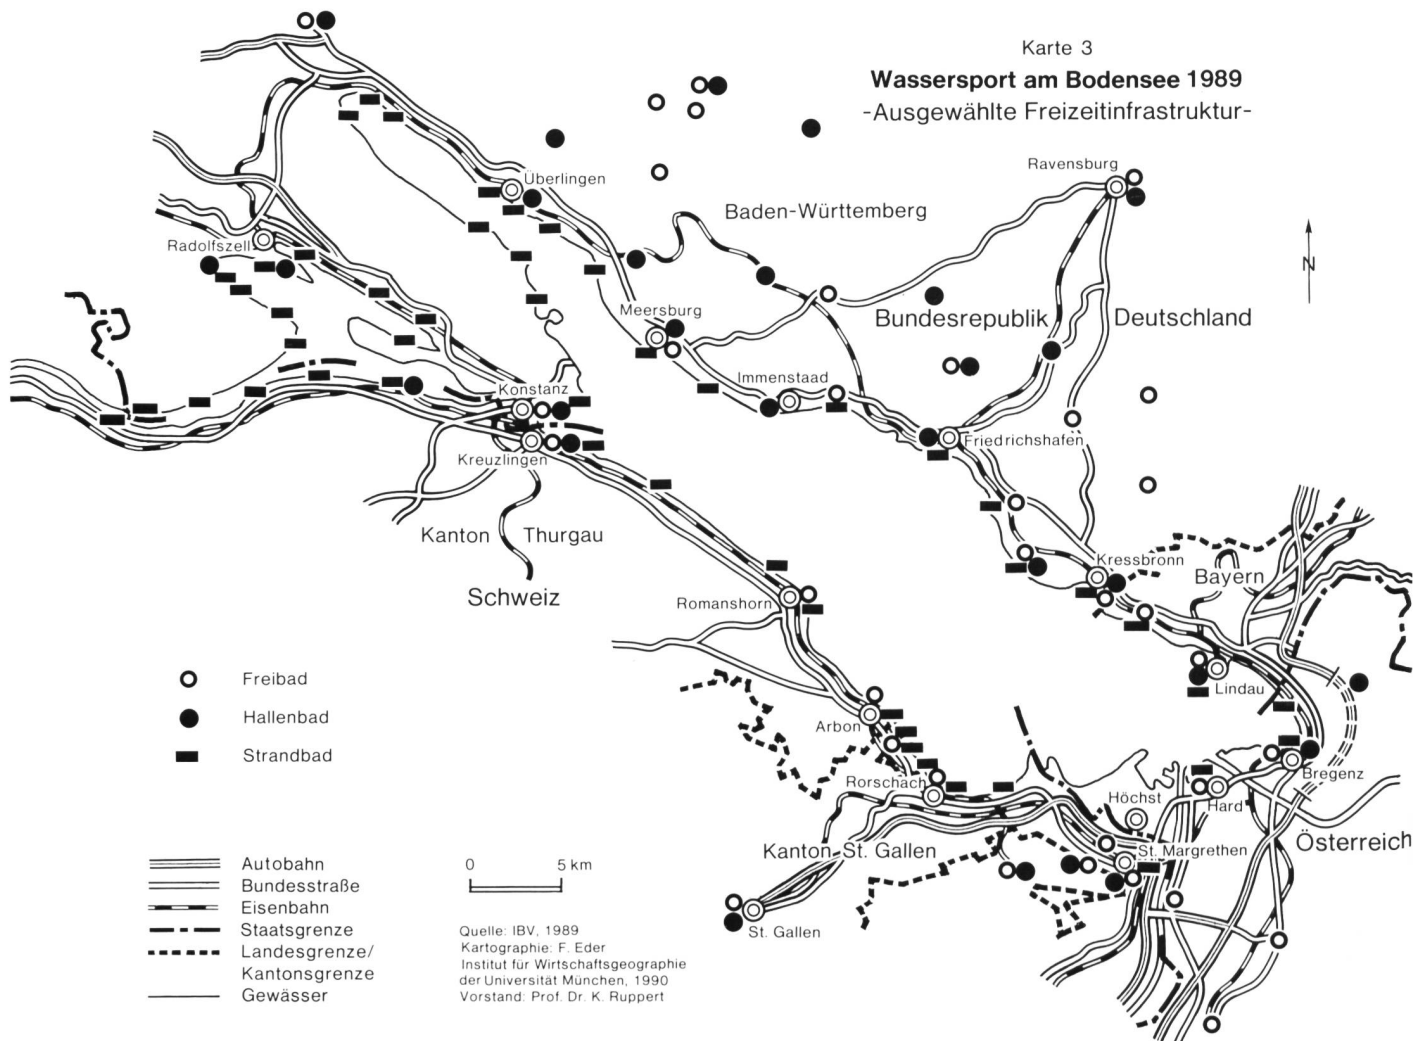 Karte 3
Wassersport am Bodensee 1989
-Ausgewählte Freizeitinfrastruktur-
Ravensburg
Überlingen
Baden-Württemberg
Radolfszell
N
Meersburg
Bundesrepublik Deutschland
Immenstaad
Konstanz
Friedrichshafen
Kreuzlingen
Kanton Thurgau
Kressbronn
Bayern
Schweiz
Romanshorn
Freibad
Lindau
Hallenbad
Arbon
Strandbad
Bregenz
Rorschach
Höchst
Hard
Österreich
Kanton St. Gallen
St. Margrethen
Autobahn
0 5 km
Bundesstraße
Eisenbahn
Staatsgrenze
St. Gallen
Landesgrenze/
Kantonsgrenze
Gewässer
Quelle: IBV, 1989
Kartographie: F. Eder
Institut für Wirtschaftsgeographie
der Universität München, 1990
Vorstand: Prof. Dr. K. Ruppert